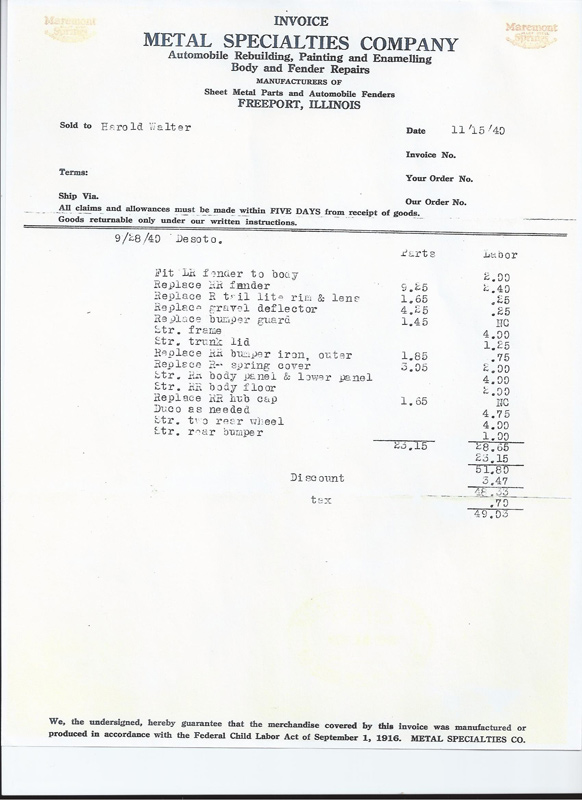 INVOICE
Maremont Springs
Maremont Springs
METAL SPECIALTIES COMPANY
Automobile Rebuilding, Painting and Enamelling
Body and Fender Repairs
MANUFACTURERS OF
Sheet Metal Parts and Automobile Fenders
FREEPORT, ILLINOIS
Sold to Harold Walter
Date 11/15/40
Invoice No.
Terms:
Your Order No.
Ship Via.
Our Order No.
All claims and allowances must be made within FIVE DAYS from receipt of goods.
Goods returnable only under our written instructions.
9/28/40 Desoto.
Parts Labor
Fit LR fender to body 2.00
Replace RR fender 9.25 2.40
Replace R tail lite rim & lens 1.65 .25
Replace gravel deflector 4.25 .25
Replace bumper guard 1.45 NC
Str. frame 4.00
Str. trunk lid 1.25
Replace RR bumper iron, outer 1.85 .75
Replace R- spring cover 3.05 2.00
Str. RR body panel & lower panel 4.00
Str. RR body floor 2.00
Replace RR hub cap 1.65 NC
Duco as needed 4.75
Str. two rear wheel 4.00
Str. rear bumper 1.00
23.15 28.65
23.15
51.80
Discount 3.47
48.33
tax .70
49.03
We, the undersigned, hereby guarantee that the merchandise covered by this invoice was manufactured or
produced in accordance with the Federal Child Labor Act of September 1, 1916. METAL SPECIALTIES CO.